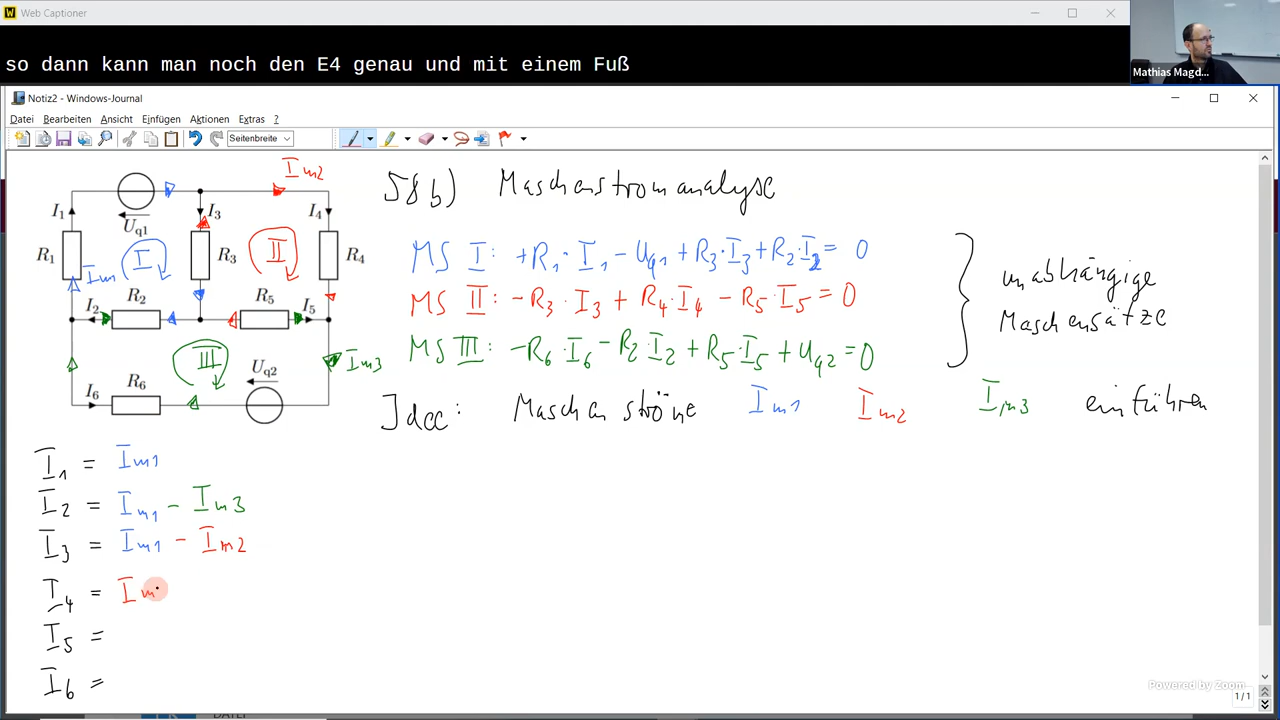 Web Captioner
so dann kann man noch den E4 genau und mit einem Fuß
Mathias Magd...
Notiz2 - Windows-Journal
Datei Bearbeiten Ansicht Einfügen Aktionen Extras ?
Seitenbreite
I1 Uq1 I3 Im2 I4
R1 Im1 I R3 II R4
I2 R2 R5 I5
III Im3
I6 R6 Uq2
58b) Maschenstromanalyse
MS I: +R1·I1 - Uq1 + R3·I3 + R2·I2 = 0
MS II: -R3·I3 + R4·I4 - R5·I5 = 0
MS III: -R6·I6 - R2·I2 + R5·I5 + Uq2 = 0
unabhängige
Maschensätze
Idee: Maschenströme Im1 Im2 Im3 einführen
I1 = Im1
I2 = Im1 - Im3
I3 = Im1 - Im2
I4 = Im
I5 =
I6 =
Powered by Zoom
1/1